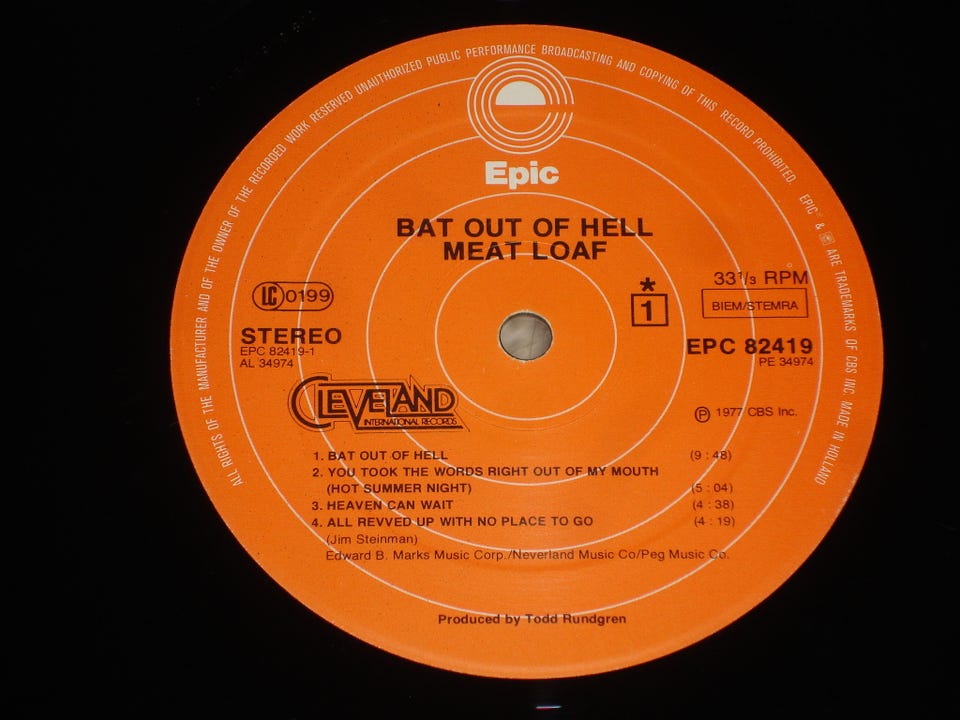 ALL RIGHTS OF THE MANUFACTURER AND OF THE OWNER OF THE RECORDED WORK RESERVED UNAUTHORIZED PUBLIC PERFORMANCE BROADCASTING AND COPYING OF THIS RECORD PROHIBITED. EPIC® & ARE TRADEMARKS OF CBS INC. MADE IN HOLLAND
Epic
BAT OUT OF HELL
MEAT LOAF
LC 0199
* 33 1/3 RPM
1 BIEM/STEMRA
STEREO EPC 82419
EPC 82419-1 PE 34974
AL 34974
CLEVELAND
INTERNATIONAL RECORDS
℗ 1977 CBS Inc.
1. BAT OUT OF HELL (9 : 48)
2. YOU TOOK THE WORDS RIGHT OUT OF MY MOUTH
(HOT SUMMER NIGHT) (5 : 04)
3. HEAVEN CAN WAIT (4 : 38)
4. ALL REVVED UP WITH NO PLACE TO GO (4 : 19)
(Jim Steinman)
Edward B. Marks Music Corp./Neverland Music Co/Peg Music Co.
Produced by Todd Rundgren